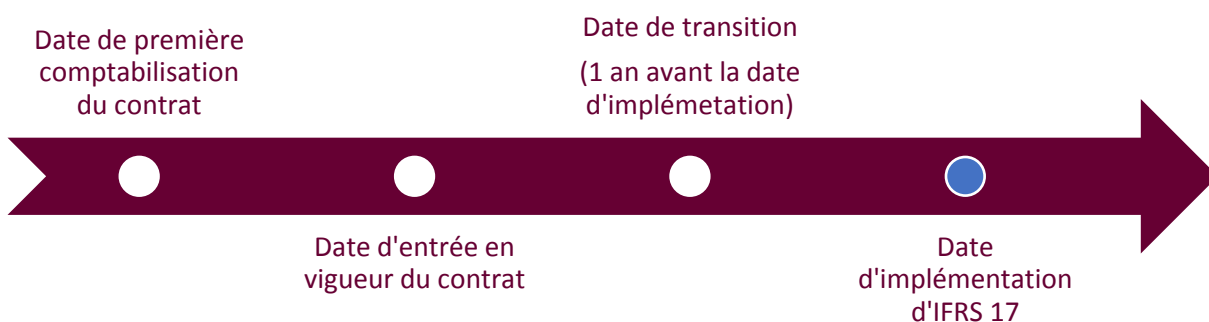 Date de première
comptabilisation
du contrat
Date d'entrée en
vigueur du contrat
Date de transition
(1 an avant la date
d'implémetation)
Date
d'implémentation
d'IFRS 17